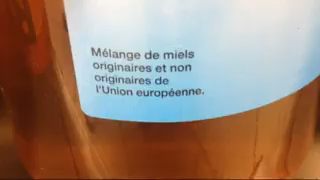 Mélange de miels
originaires et non
originaires de
l'Union européenne.